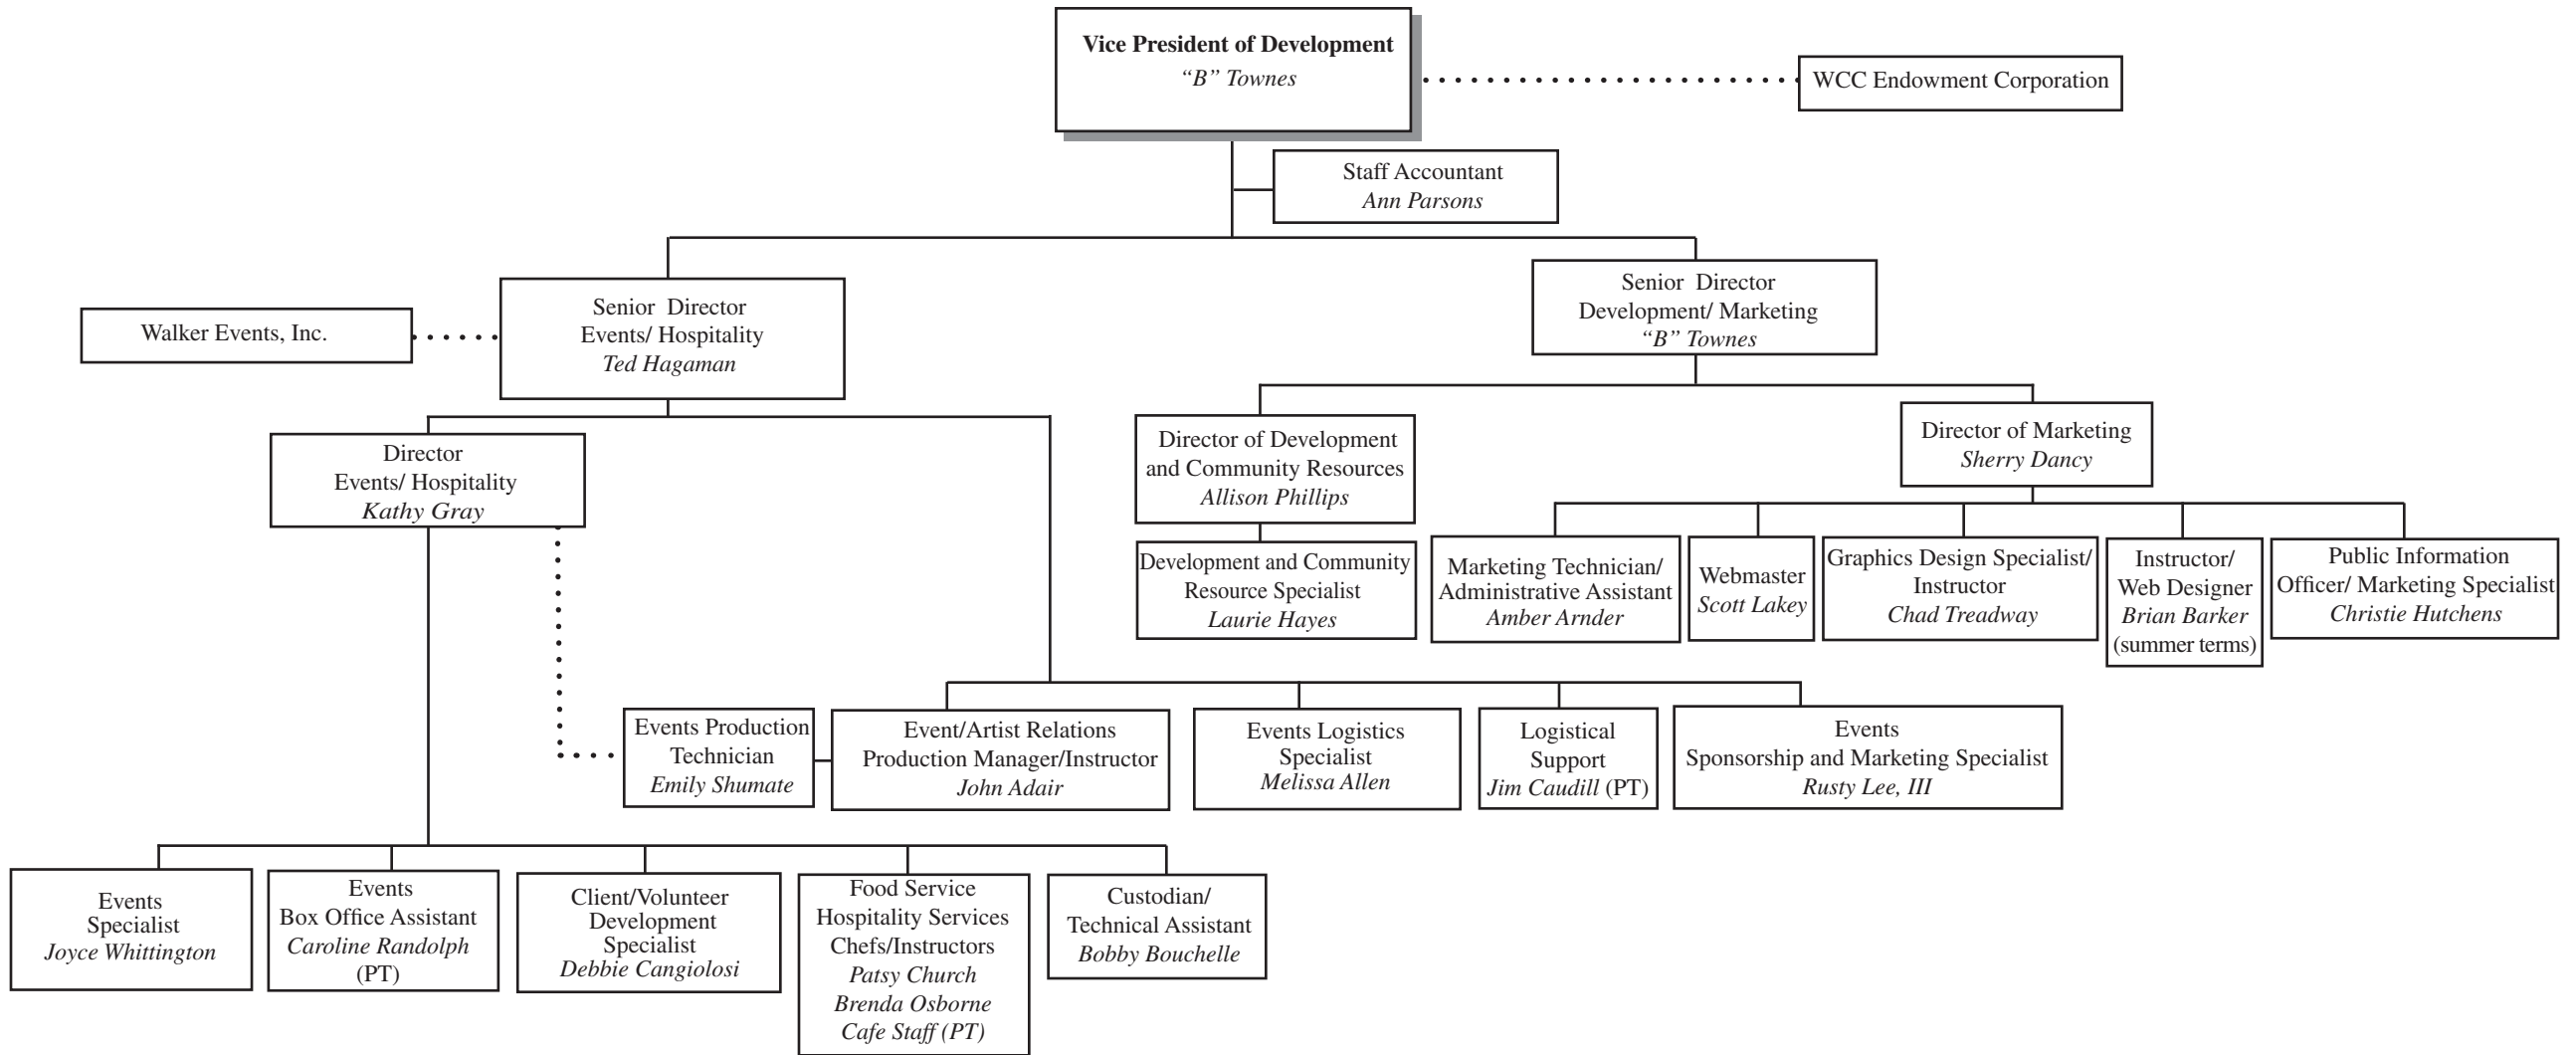 Vice President of Development
“B” Townes
WCC Endowment Corporation
Staff Accountant
Ann Parsons
Walker Events, Inc.
Senior Director
Events/ Hospitality
Ted Hagaman
Senior Director
Development/ Marketing
“B” Townes
Director
Events/ Hospitality
Kathy Gray
Director of Development
and Community Resources
Allison Phillips
Director of Marketing
Sherry Dancy
Development and Community
Resource Specialist
Laurie Hayes
Marketing Technician/
Administrative Assistant
Amber Arnder
Webmaster
Scott Lakey
Graphics Design Specialist/
Instructor
Chad Treadway
Instructor/
Web Designer
Brian Barker
(summer terms)
Public Information
Officer/ Marketing Specialist
Christie Hutchens
Events Production
Technician
Emily Shumate
Event/Artist Relations
Production Manager/Instructor
John Adair
Events Logistics
Specialist
Melissa Allen
Logistical
Support
Jim Caudill (PT)
Events
Sponsorship and Marketing Specialist
Rusty Lee, III
Events
Specialist
Joyce Whittington
Events
Box Office Assistant
Caroline Randolph
(PT)
Client/Volunteer
Development
Specialist
Debbie Cangiolosi
Food Service
Hospitality Services
Chefs/Instructors
Patsy Church
Brenda Osborne
Cafe Staff (PT)
Custodian/
Technical Assistant
Bobby Bouchelle